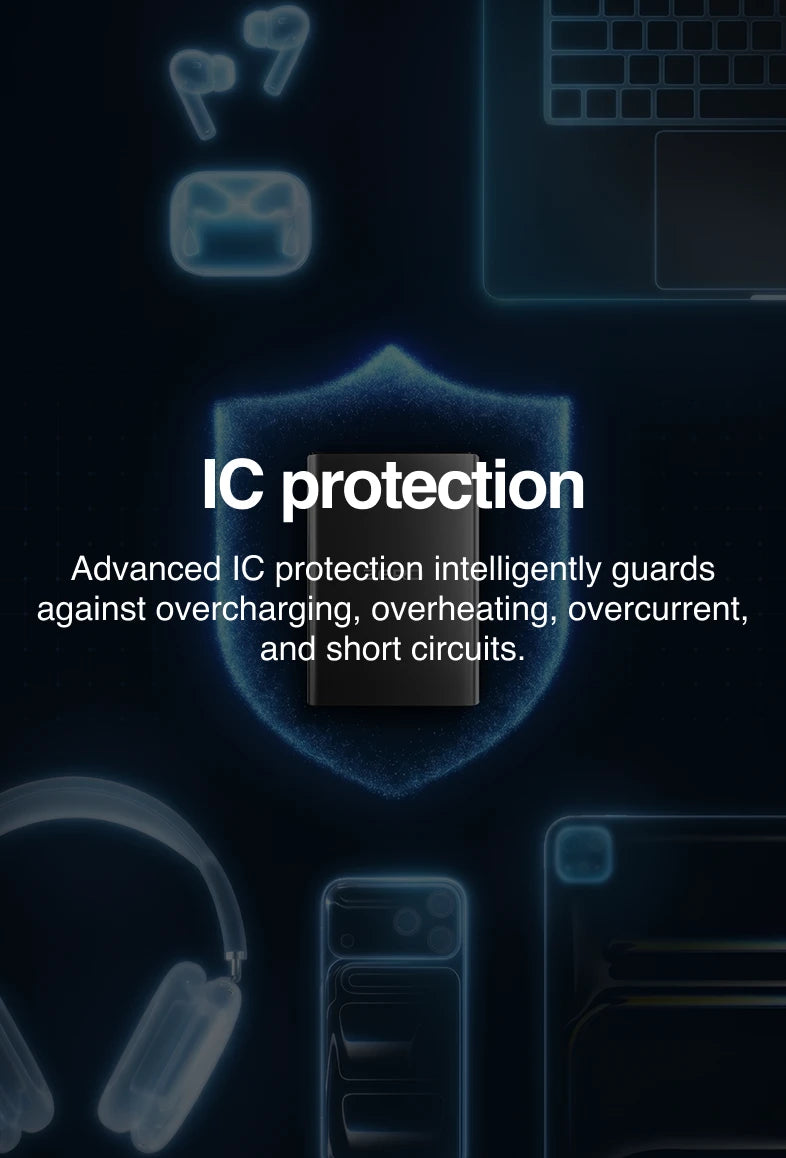 IC protection
Advanced IC protection intelligently guards
against overcharging, overheating, overcurrent,
and short circuits.